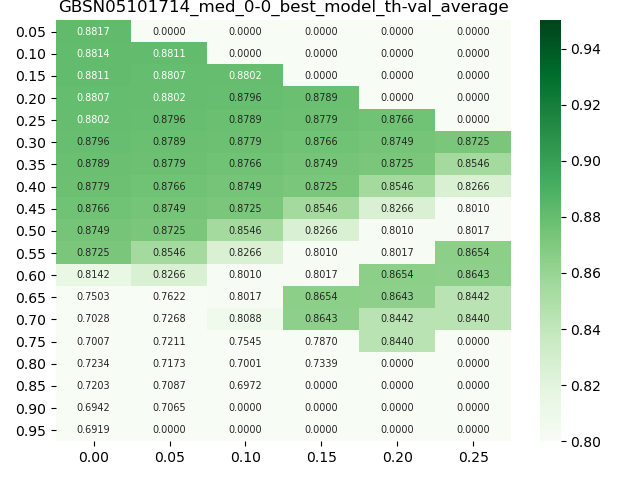 GBSN05101714_med_0-0_best_model_th-val_average
0.05 0.8817 0.0000 0.0000 0.0000 0.0000 0.0000
0.10 0.8814 0.8811 0.0000 0.0000 0.0000 0.0000
0.15 0.8811 0.8807 0.8802 0.0000 0.0000 0.0000
0.20 0.8807 0.8802 0.8796 0.8789 0.0000 0.0000
0.25 0.8802 0.8796 0.8789 0.8779 0.8766 0.0000
0.30 0.8796 0.8789 0.8779 0.8766 0.8749 0.8725
0.35 0.8789 0.8779 0.8766 0.8749 0.8725 0.8546
0.40 0.8779 0.8766 0.8749 0.8725 0.8546 0.8266
0.45 0.8766 0.8749 0.8725 0.8546 0.8266 0.8010
0.50 0.8749 0.8725 0.8546 0.8266 0.8010 0.8017
0.55 0.8725 0.8546 0.8266 0.8010 0.8017 0.8654
0.60 0.8142 0.8266 0.8010 0.8017 0.8654 0.8643
0.65 0.7503 0.7622 0.8017 0.8654 0.8643 0.8442
0.70 0.7028 0.7268 0.8088 0.8643 0.8442 0.8440
0.75 0.7007 0.7211 0.7545 0.7870 0.8440 0.0000
0.80 0.7234 0.7173 0.7001 0.7339 0.0000 0.0000
0.85 0.7203 0.7087 0.6972 0.0000 0.0000 0.0000
0.90 0.6942 0.7065 0.0000 0.0000 0.0000 0.0000
0.95 0.6919 0.0000 0.0000 0.0000 0.0000 0.0000
0.00 0.05 0.10 0.15 0.20 0.25
0.94
0.92
0.90
0.88
0.86
0.84
0.82
0.80